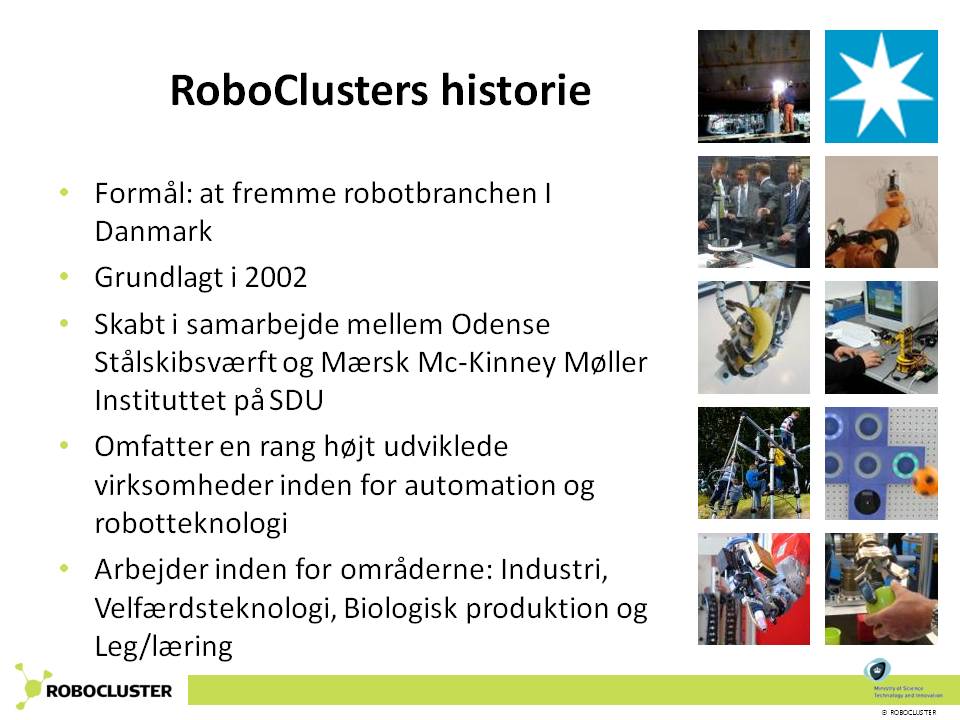 RoboClusters historie
• Formål: at fremme robotbranchen I
Danmark
• Grundlagt i 2002
• Skabt i samarbejde mellem Odense
Stålskibsværft og Mærsk Mc-Kinney Møller
Instituttet på SDU
• Omfatter en rang højt udviklede
virksomheder inden for automation og
robotteknologi
• Arbejder inden for områderne: Industri,
Velfærdsteknologi, Biologisk produktion og
Leg/læring
ROBOCLUSTER
Ministry of Science
Technology and Innovation
© ROBOCLUSTER